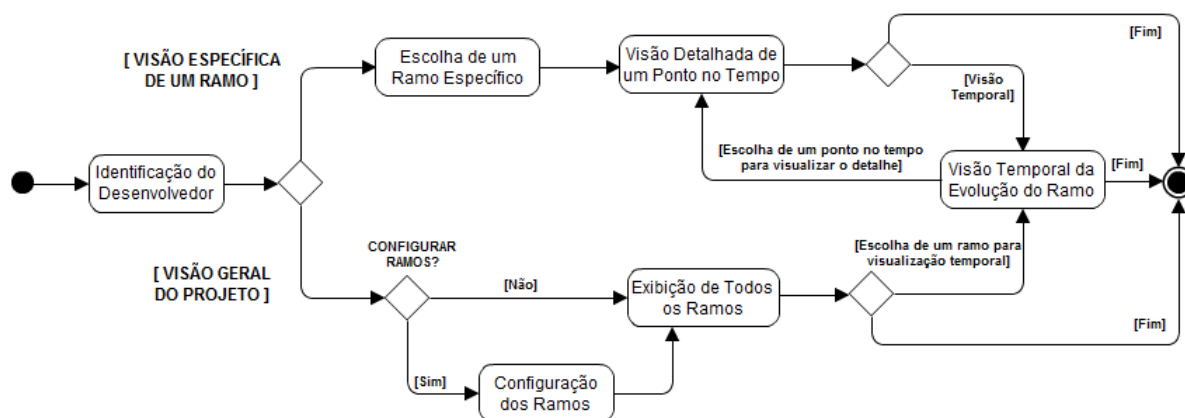 [ VISÃO ESPECÍFICA
DE UM RAMO ]
Escolha de um
Ramo Específico
Visão Detalhada de
um Ponto no Tempo
[Fim]
[Visão
Temporal]
Identificação do
Desenvolvedor
[Escolha de um ponto no tempo
para visualizar o detalhe]
Visão Temporal da
Evolução do Ramo
[Fim]
[ VISÃO GERAL
DO PROJETO ]
CONFIGURAR
RAMOS?
[Não]
Exibição de Todos
os Ramos
[Escolha de um ramo para
visualização temporal]
[Fim]
[Sim]
Configuração
dos Ramos